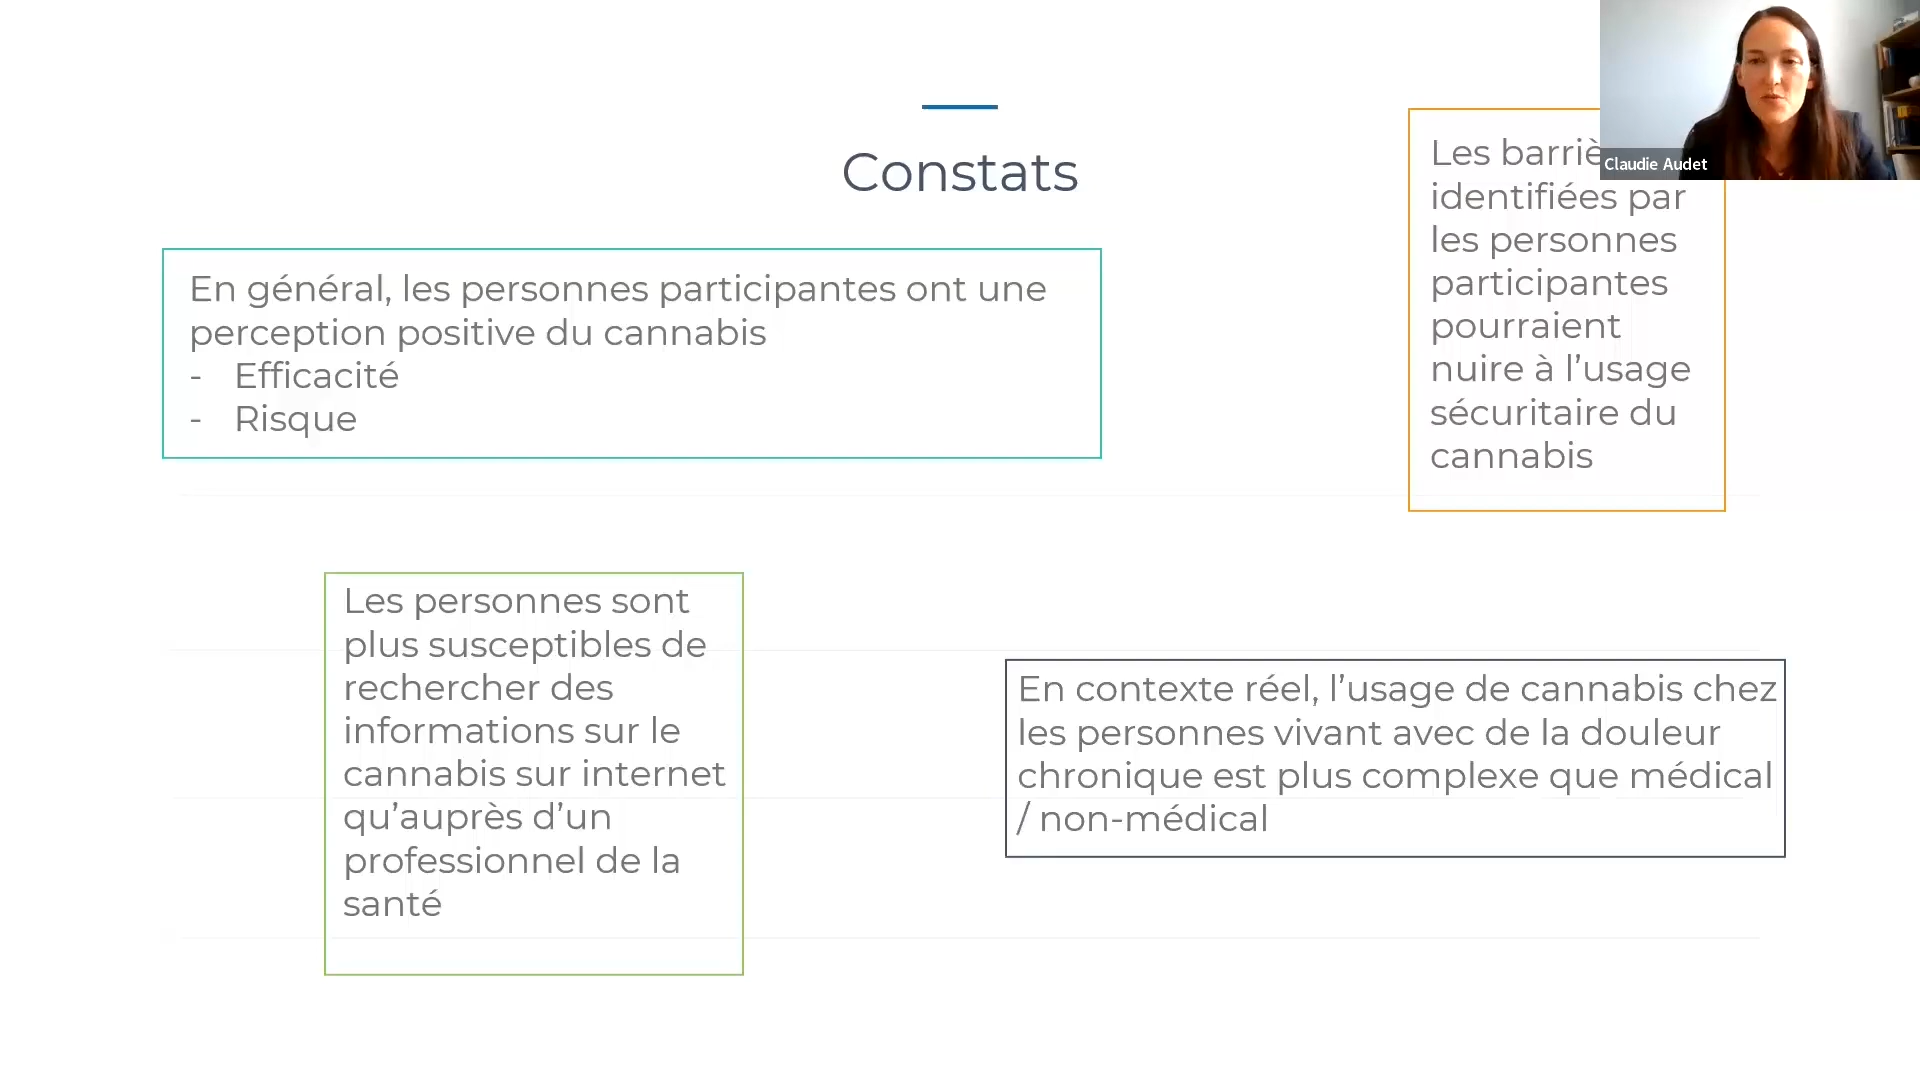 Constats
En général, les personnes participantes ont une
perception positive du cannabis
- Efficacité
- Risque
Les
identifiées par
les personnes
participantes
pourraient
nuire à l'usage
sécuritaire du
cannabis
Claudie Audet
Les personnes sont
plus susceptibles de
rechercher des
informations sur le
cannabis sur internet
qu'auprès d'un
professionnel de la
santé
En contexte réel, l'usage de cannabis chez
les personnes vivant avec de la douleur
chronique est plus complexe que médical
/ non-médical